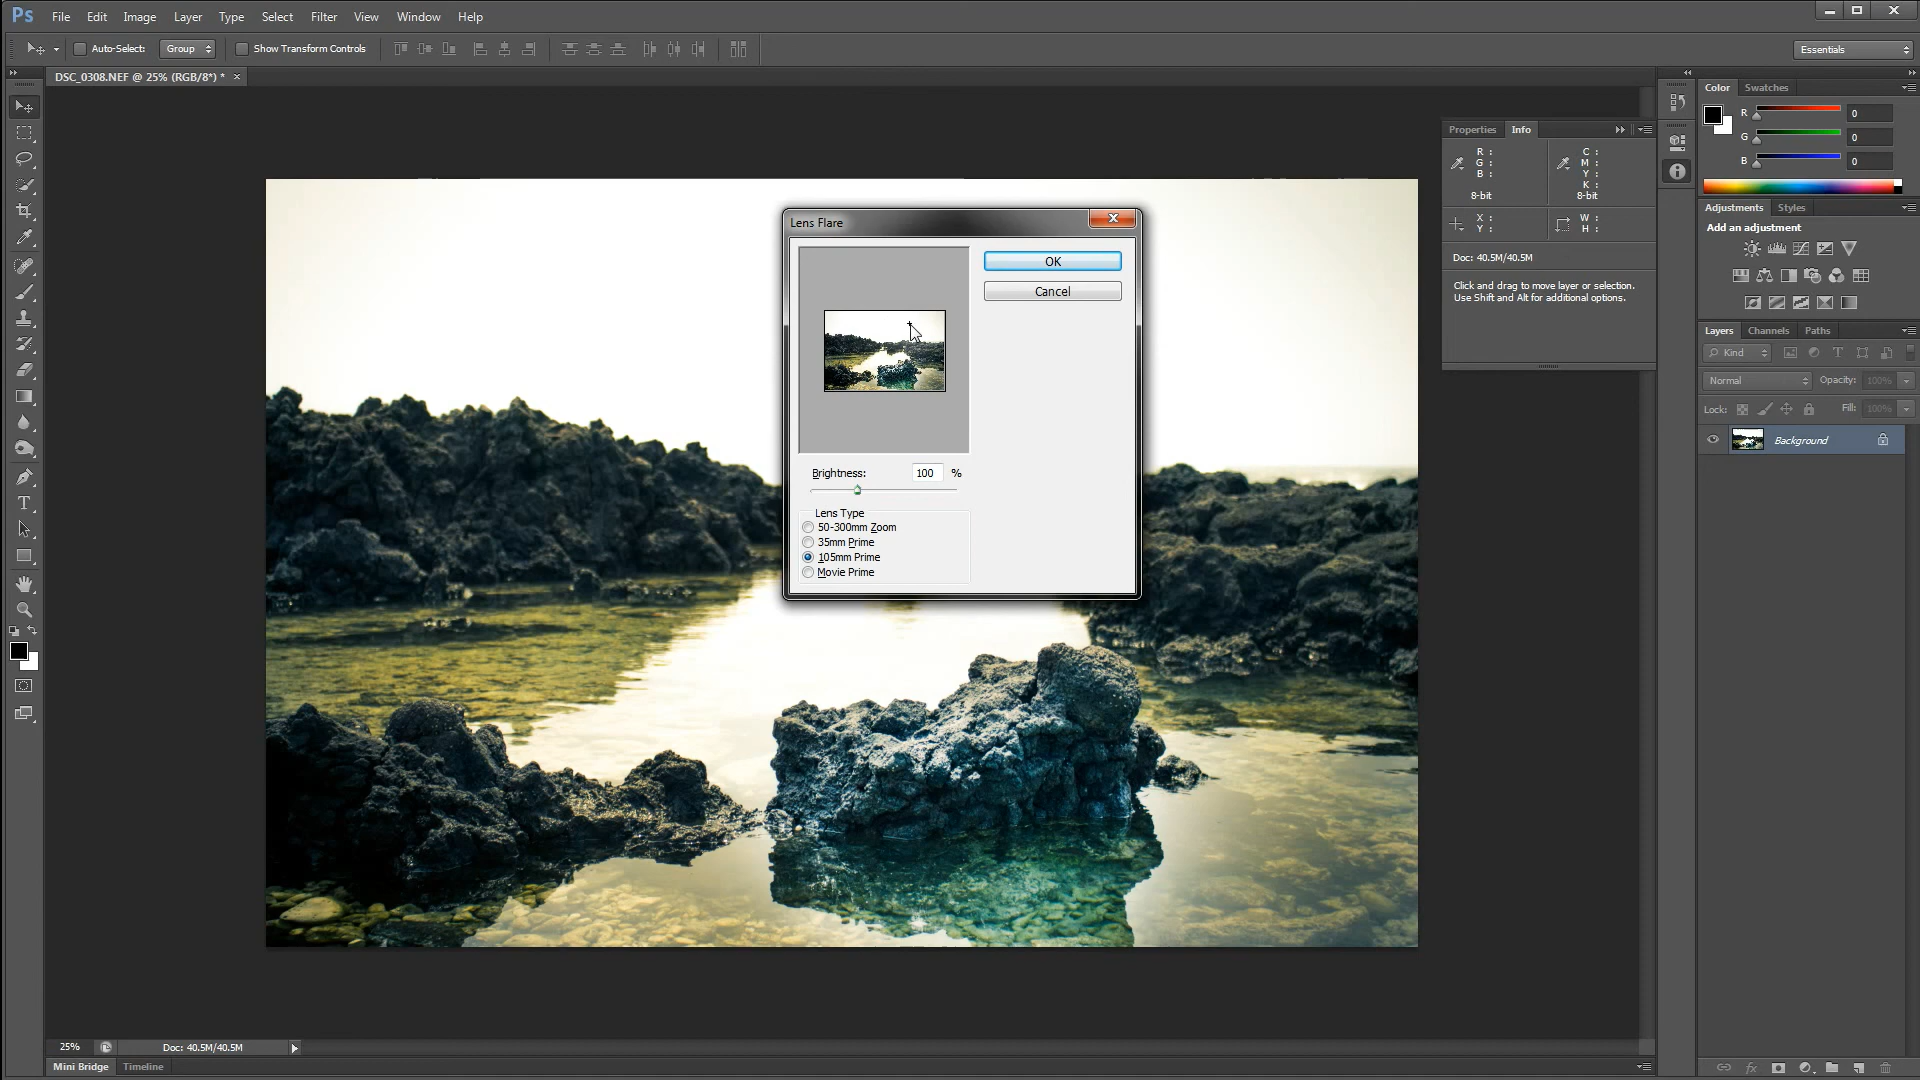 Ps File Edit Image Layer Type Select Filter View Window Help
Auto-Select: Group Show Transform Controls Essentials
DSC_0308.NEF @ 25% (RGB/8*) * ×
Color Swatches
R 0
G 0
B 0
Properties Info
R : C :
G : M :
B : Y :
K :
8-bit 8-bit
X : W :
Y : H :
Doc: 40.5M/40.5M
Click and drag to move layer or selection.
Use Shift and Alt for additional options.
Adjustments Styles
Add an adjustment
Layers Channels Paths
Kind
Normal Opacity: 100%
Lock: Fill: 100%
Background
Lens Flare
OK
Cancel
Brightness: 100 %
Lens Type
50-300mm Zoom
35mm Prime
105mm Prime
Movie Prime
T
25% Doc: 40.5M/40.5M
Mini Bridge Timeline
fx